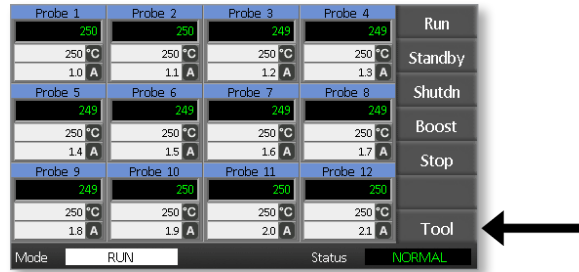 Probe 1 Probe 2 Probe 3 Probe 4 Run
250 250 249 249
250 °C 250 °C 250 °C 250 °C Standby
1.0 A 1.1 A 1.2 A 1.3 A
Probe 5 Probe 6 Probe 7 Probe 8 Shutdn
249 249 249 249
250 °C 250 °C 250 °C 250 °C Boost
1.4 A 1.5 A 1.6 A 1.7 A
Probe 9 Probe 10 Probe 11 Probe 12 Stop
249 250 250 250
250 °C 250 °C 250 °C 250 °C
1.8 A 1.9 A 2.0 A 2.1 A Tool
Mode RUN Status NORMAL